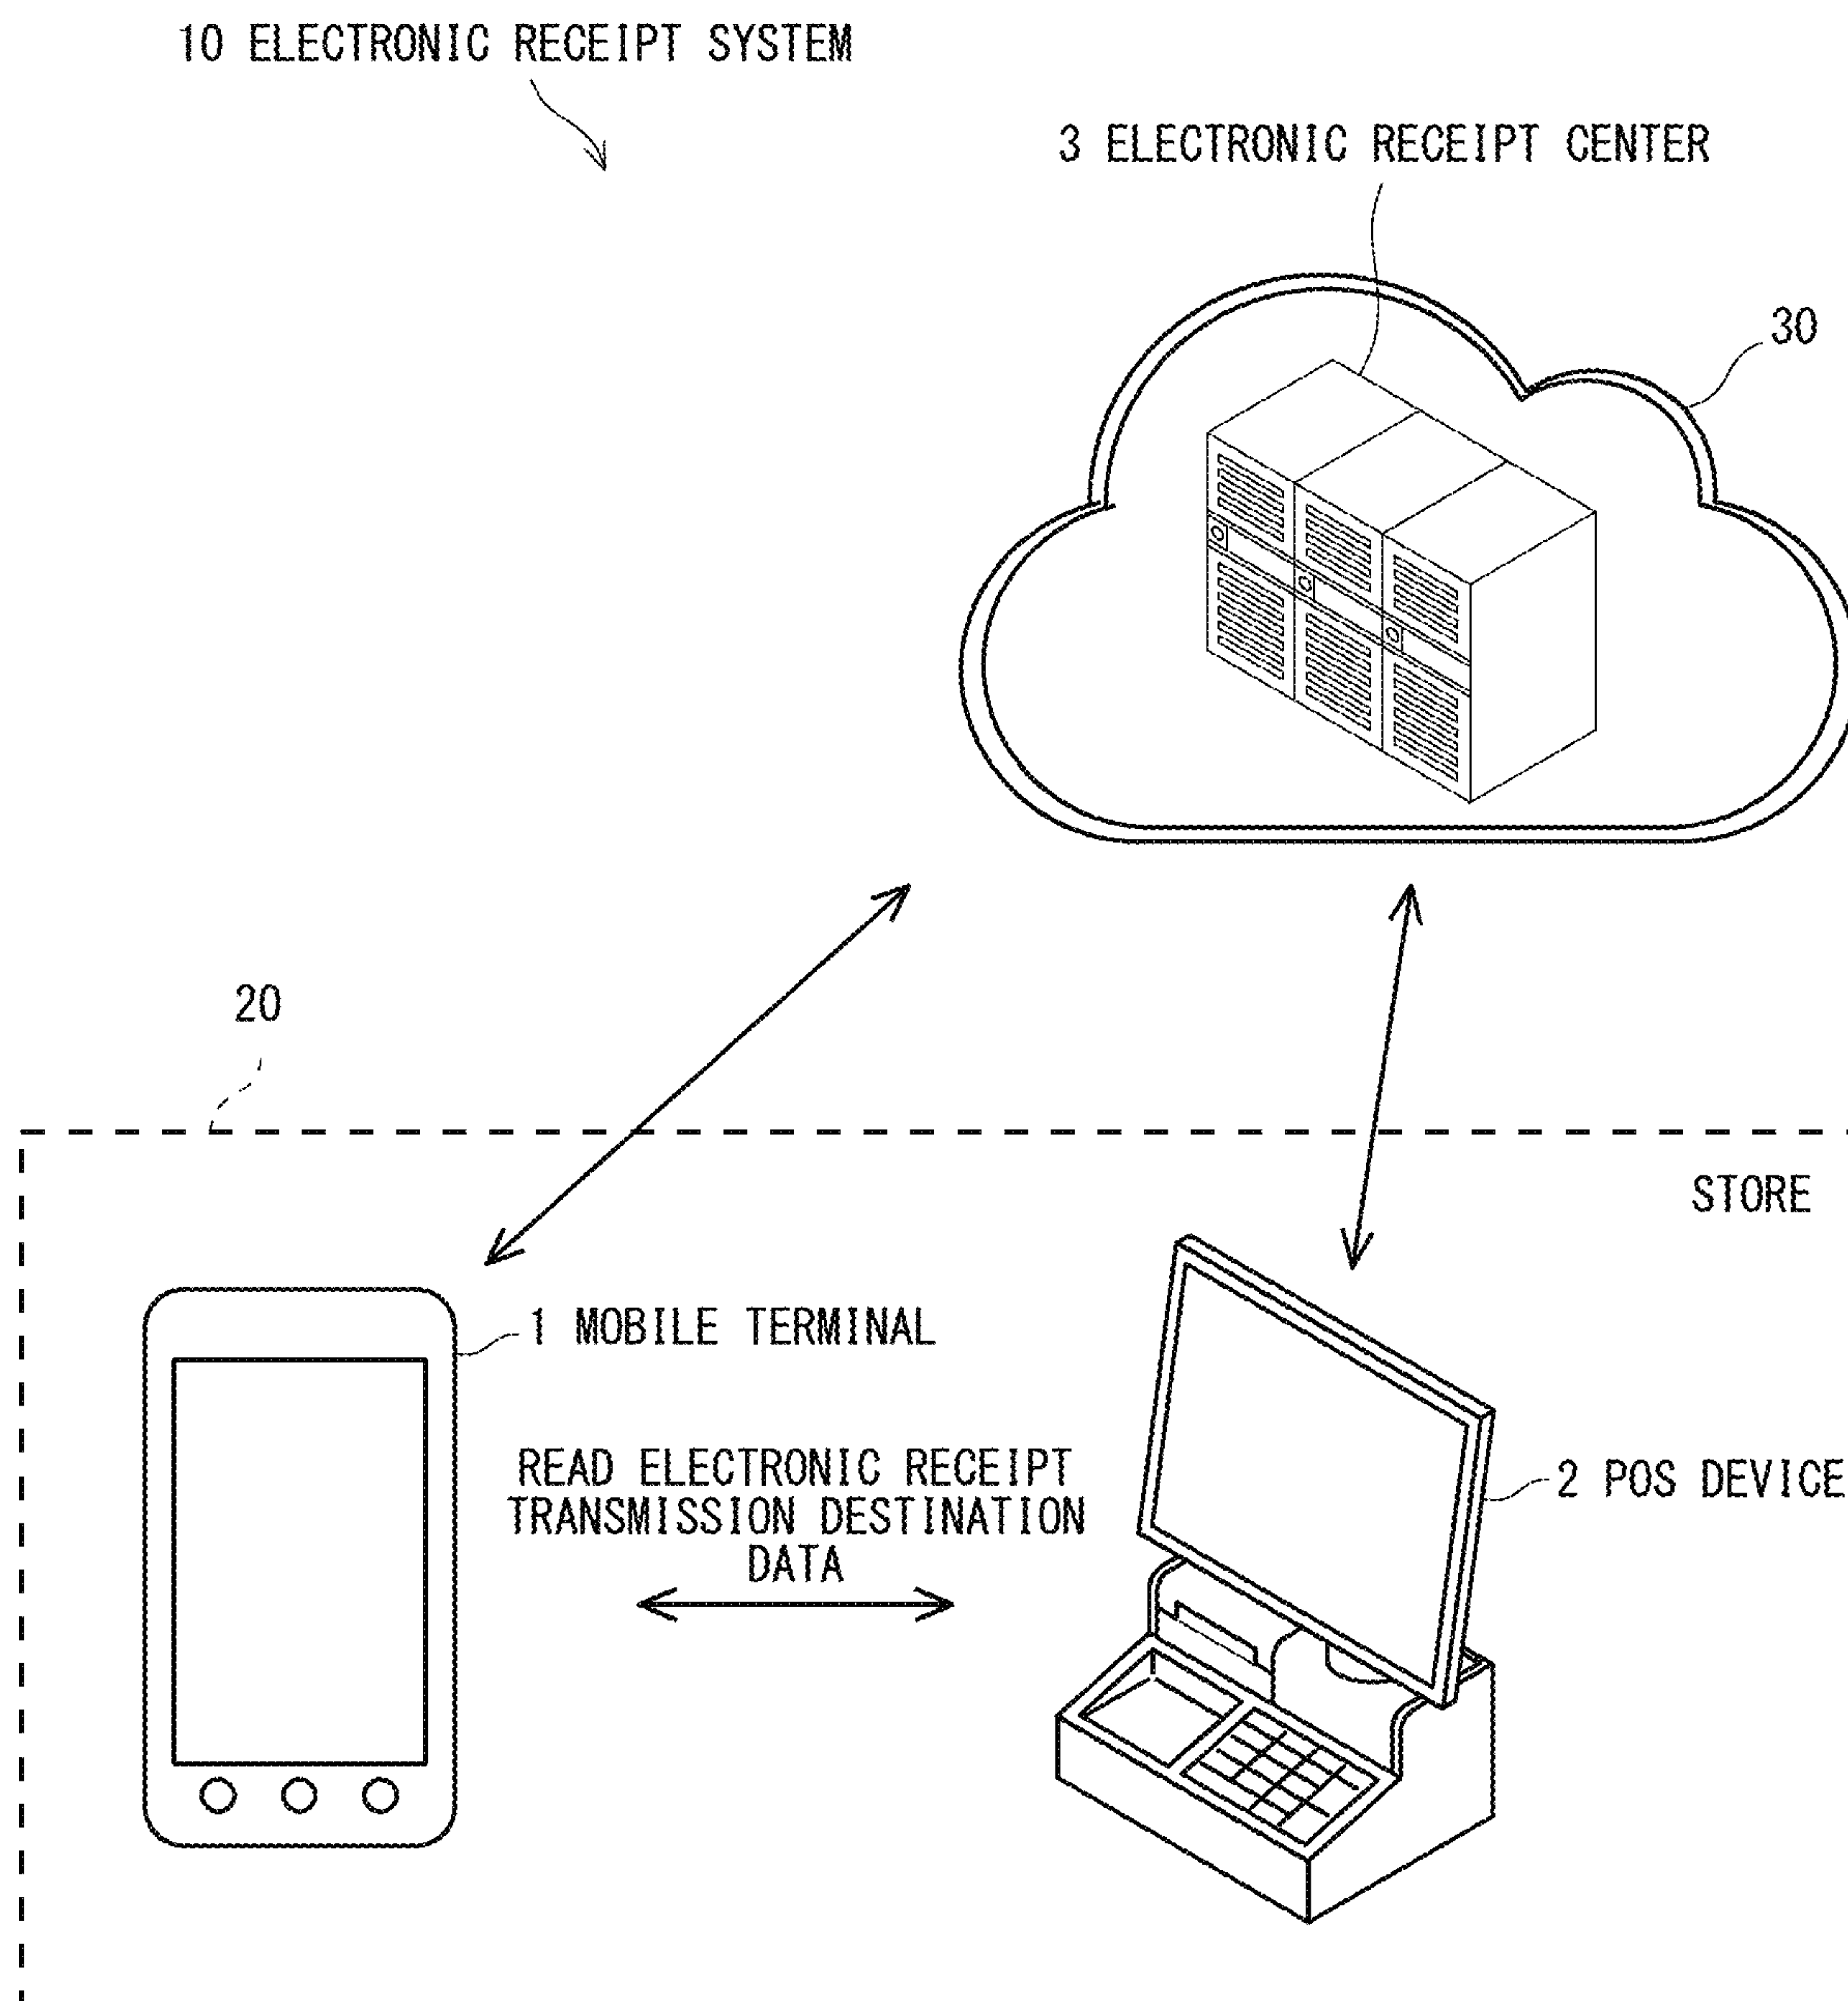 10 ELECTRONIC RECEIPT SYSTEM
3 ELECTRONIC RECEIPT CENTER
30
20
STORE
1 MOBILE TERMINAL
READ ELECTRONIC RECEIPT
TRANSMISSION DESTINATION
DATA
2 POS DEVICE